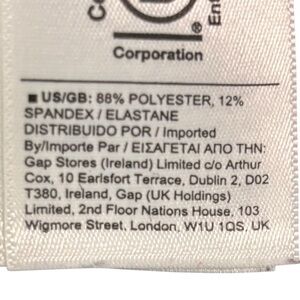 Co
B
Ent
®
Corporation
■ US/GB: 88% POLYESTER, 12%
SPANDEX / ELASTANE
DISTRIBUIDO POR / Imported
By/Importe Par / ΕΙΣΑΓΕΤΑΙ ΑΠΟ ΤΗΝ:
Gap Stores (Ireland) Limited c/o Arthur
Cox, 10 Earlsfort Terrace, Dublin 2, D02
T380, Ireland, Gap (UK Holdings)
Limited, 2nd Floor Nations House, 103
Wigmore Street, London, W1U 1QS, UK